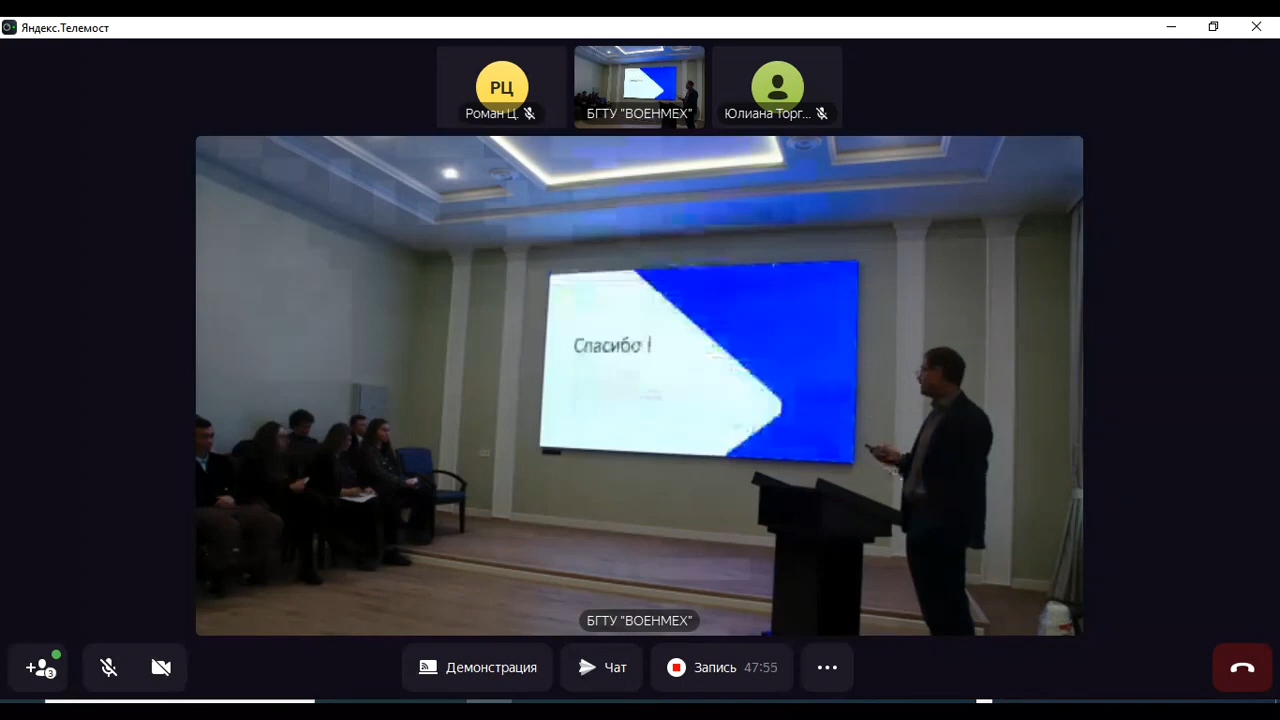 Яндекс.Телемост
РЦ
Роман Ц.
БГТУ "ВОЕНМЕХ"
Юлиана Торг...
Спасибо !
БГТУ "ВОЕНМЕХ"
3
Демонстрация
Чат
Запись 47:55